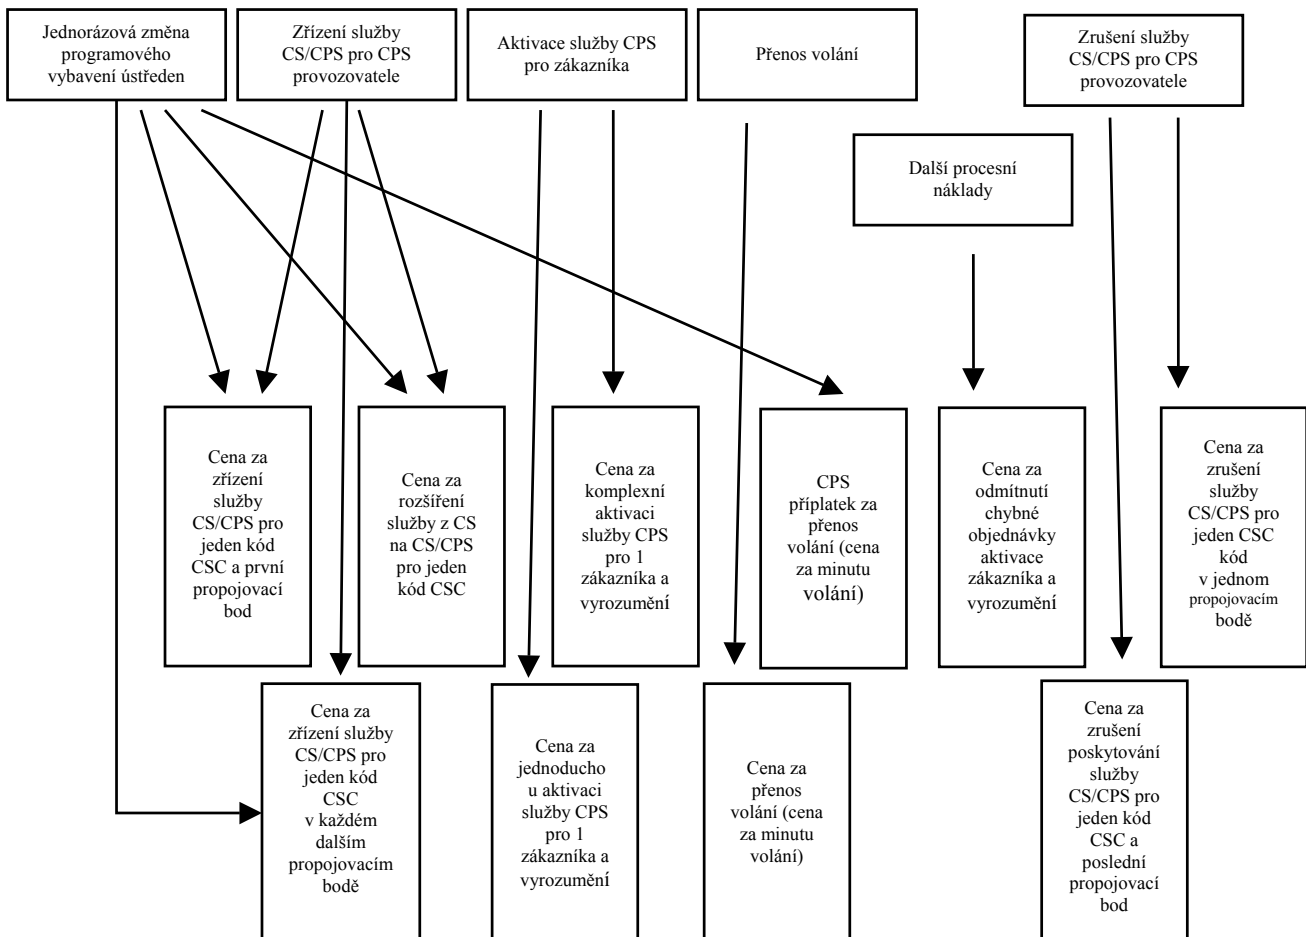 Jednorázová změna
programového
vybavení ústředen
Zřízení služby
CS/CPS pro CPS
provozovatele
Aktivace služby CPS
pro zákazníka
Přenos volání
Zrušení služby
CS/CPS pro CPS
provozovatele
Další procesní
náklady
Cena za
zřízení
služby
CS/CPS pro
jeden kód
CSC a první
propojovací
bod
Cena za
rozšíření
služby z CS
na CS/CPS
pro jeden
kód CSC
Cena za
komplexní
aktivaci
služby CPS
pro 1
zákazníka a
vyrozumění
CPS
příplatek za
přenos
volání (cena
za minutu
volání)
Cena za
odmítnutí
chybné
objednávky
aktivace
zákazníka a
vyrozumění
Cena za
zrušení
služby
CS/CPS pro
jeden CSC
kód
v jednom
propojovacím
bodě
Cena za
zřízení služby
CS/CPS pro
jeden kód
CSC
v každém
dalším
propojovacím
bodě
Cena za
jednoducho
u aktivaci
služby CPS
pro 1
zákazníka a
vyrozumění
Cena za
přenos
volání (cena
za minutu
volání)
Cena za
zrušení
poskytování
služby
CS/CPS pro
jeden kód
CSC a
poslední
propojovací
bod